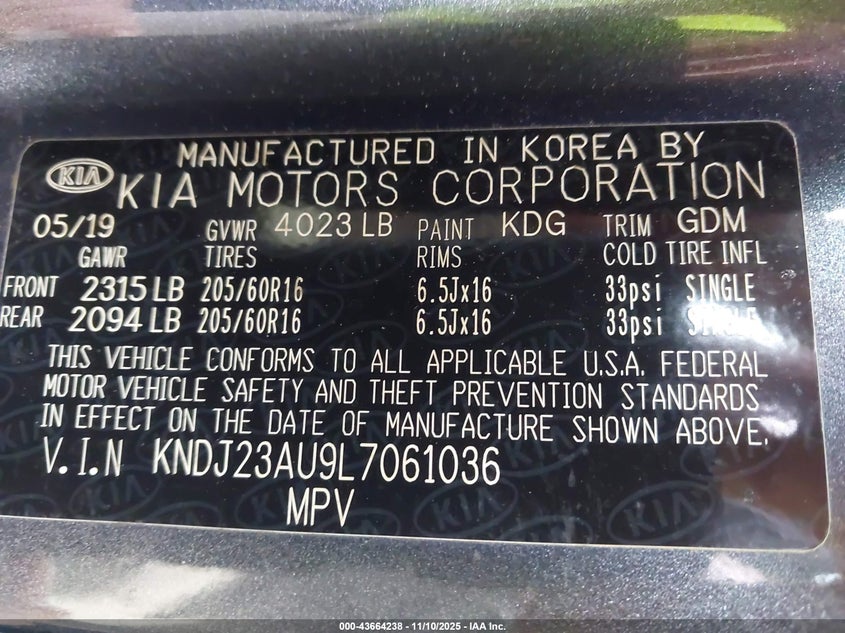 MANUFACTURED IN KOREA BY
KIA KIA MOTORS CORPORATION
05/19 GVWR 4023 LB PAINT KDG TRIM GDM
GAWR TIRES RIMS COLD TIRE INFL
FRONT 2315 LB 205/60R16 6.5Jx16 33psi SINGLE
REAR 2094 LB 205/60R16 6.5Jx16 33psi SINGLE
THIS VEHICLE CONFORMS TO ALL APPLICABLE U.S.A. FEDERAL
MOTOR VEHICLE SAFETY AND THEFT PREVENTION STANDARDS
IN EFFECT ON THE DATE OF MANUFACTURE SHOWN ABOVE.
V.I.N KNDJ23AU9L7061036
MPV
000-43664238 - 11/10/2025 - IAA Inc.